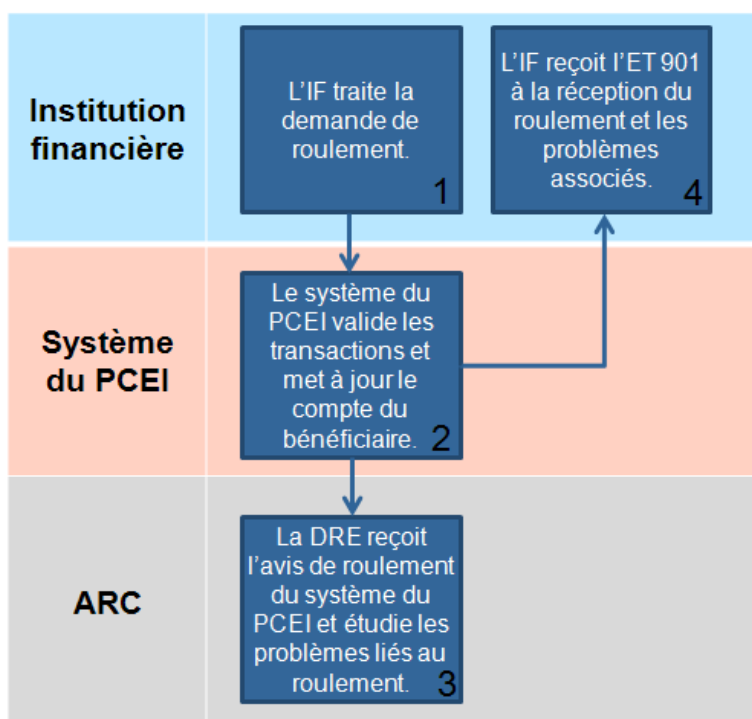 Institution
financière
L'IF traite la
demande de
roulement.
1
L'IF reçoit l'ET 901
à la réception du
roulement et les
problèmes
associés.
4
Système
du PCEI
Le système du
PCEI valide les
transactions et
met à jour le
compte du
bénéficiaire.
2
ARC
La DRE reçoit
l'avis de roulement
du système du
PCEI et étudie les
problèmes liés au
roulement.
3